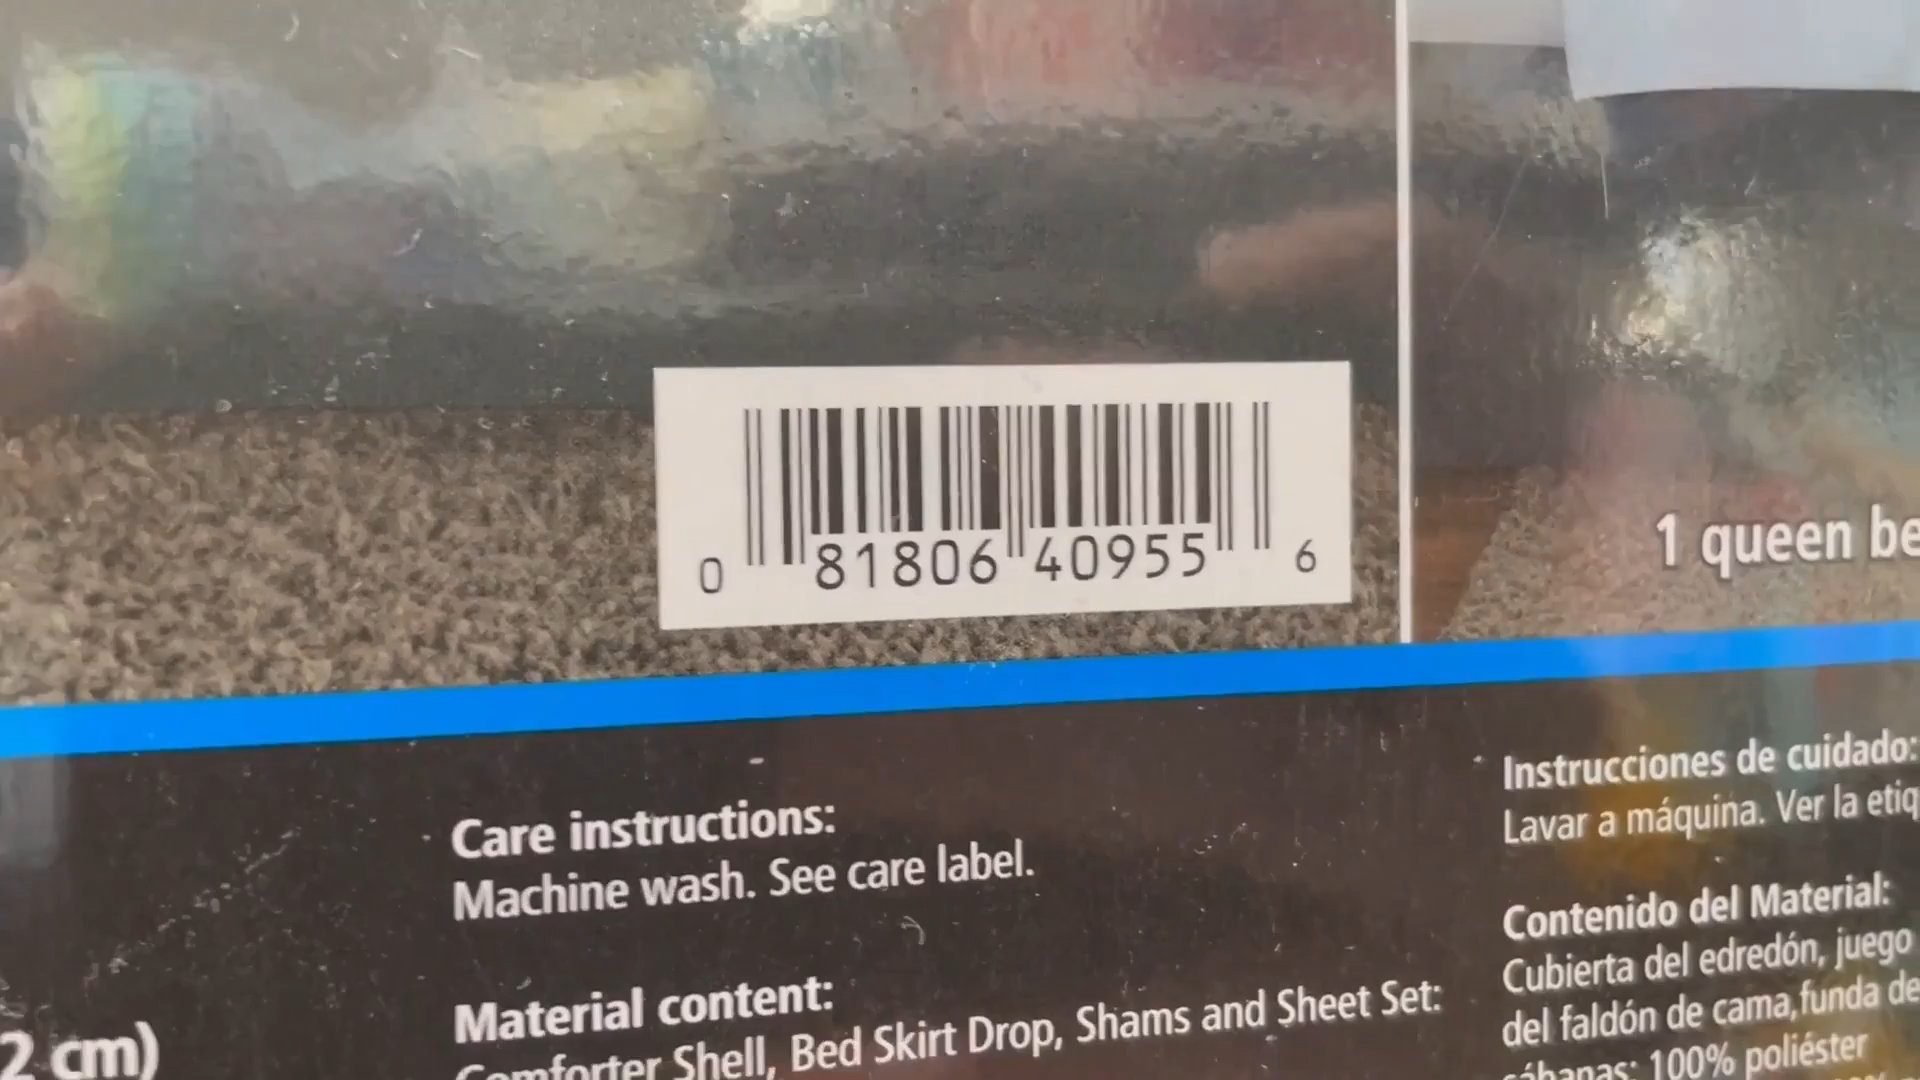 0 81806 40955 6
1 queen
Care instructions:
Machine wash. See care label.
Material content:
Comforter Shell, Bed Skirt Drop, Shams and Sheet Set:
2 cm)
Instrucciones de cuidado:
Lavar a máquina. Ver la
Contenido del Material:
Cubierta del edredón, juego
del faldón de cama, funda de
sábanas: 100% poliéster